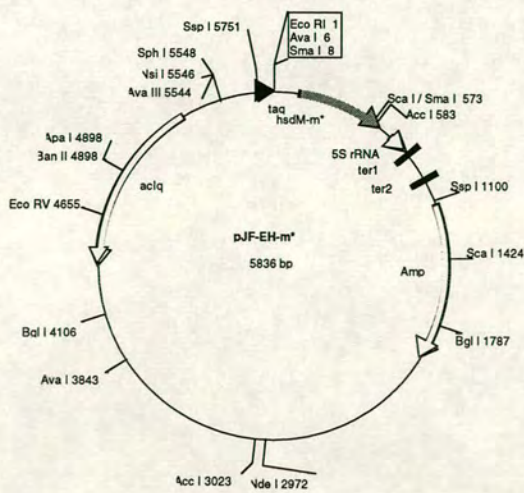 Ssp I 5751
Eco RI 1
Ava I 6
Sma I 8
Sph I 5548
Nsi I 5546
Ava III 5544
taq
hsdM-m*
Sca I / Sma I 573
Acc I 583
Apa I 4898
Ban II 4898
5S rRNA
ter1
ter2
Ssp I 1100
acIq
Eco RV 4655
pJF-EH-m*
5836 bp
Sca I 1424
Amp
Bgl I 4106
Bgl I 1787
Ava I 3843
Acc I 3023
Nde I 2972